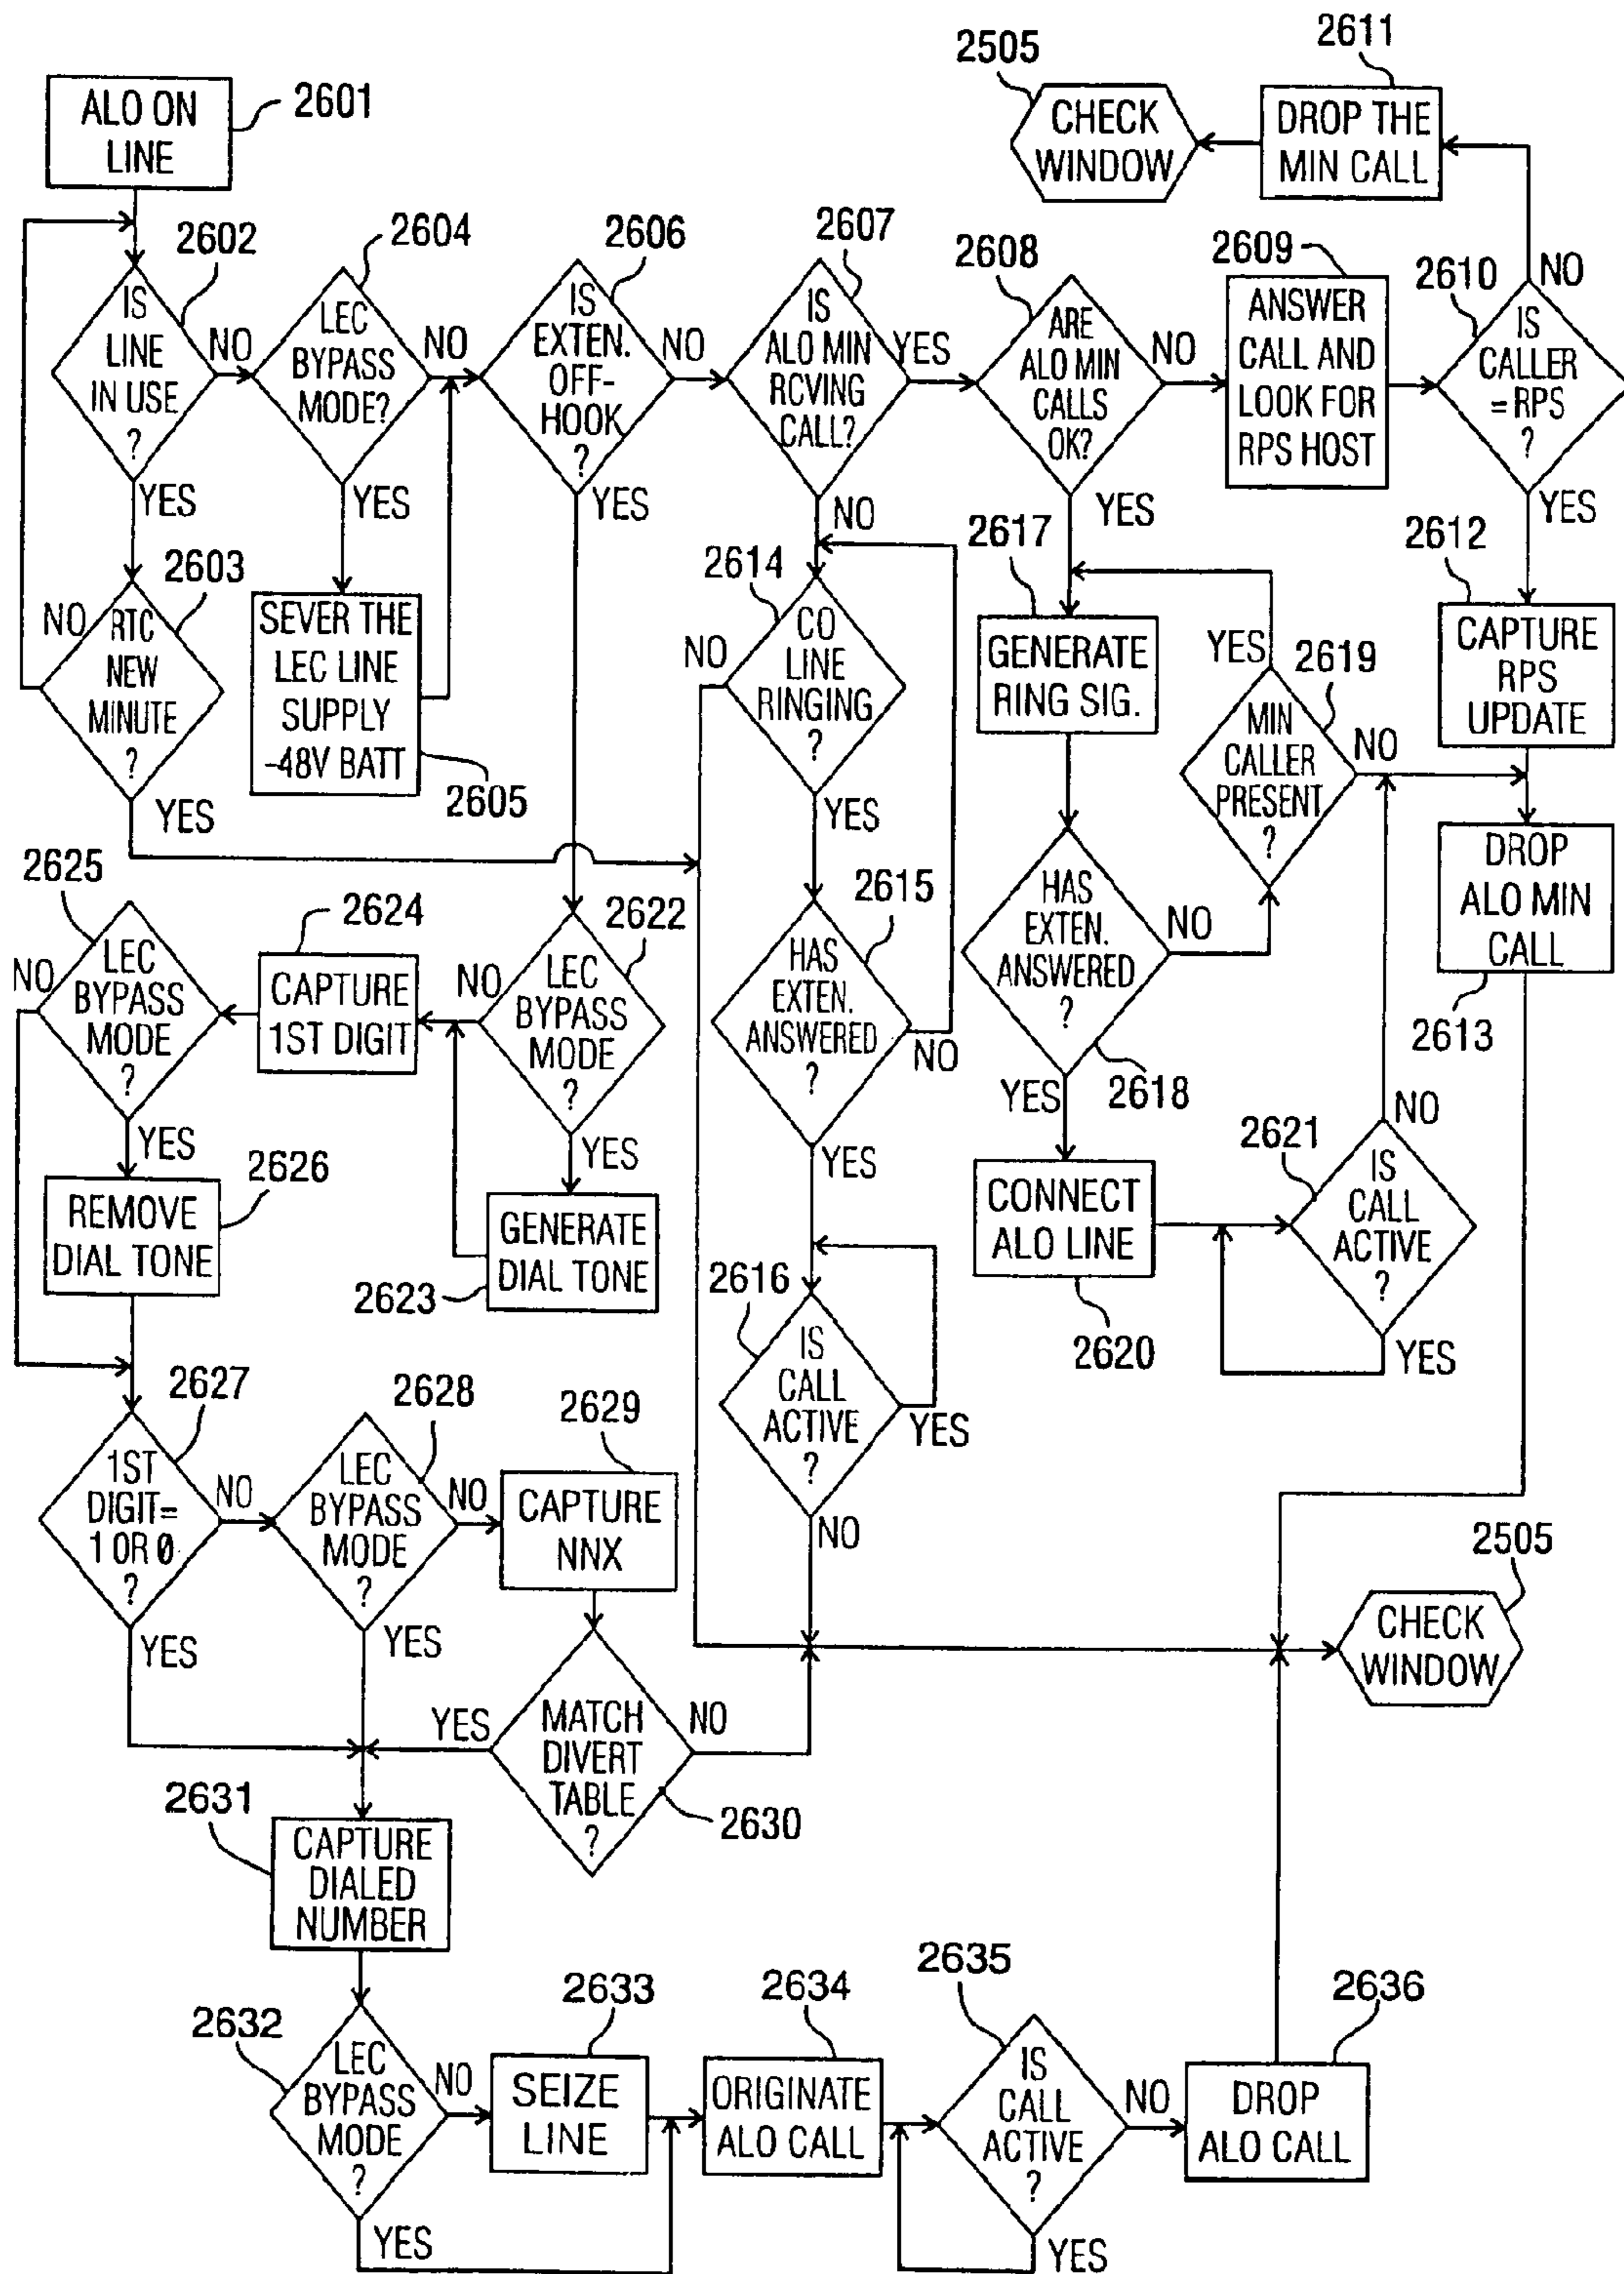 2611
2505
ALO ON
LINE
2601
CHECK
WINDOW
DROP THE
MIN CALL
2602
IS
LINE
IN USE
?
NO
YES
2604
LEC
BYPASS
MODE?
NO
YES
2606
IS
EXTEN.
OFF-
HOOK
?
NO
YES
2607
IS
ALO MIN
RCVING
CALL?
YES
NO
2608
ARE
ALO MIN
CALLS
OK?
NO
YES
2609
ANSWER
CALL AND
LOOK FOR
RPS HOST
2610
IS
CALLER
=RPS
?
NO
YES
2603
RTC
NEW
MINUTE
?
NO
YES
SEVER THE
LEC LINE
SUPPLY
-48V BATT
2605
2614
CO
LINE
RINGING
?
NO
YES
2617
GENERATE
RING SIG.
2619
MIN
CALLER
PRESENT
?
YES
NO
2612
CAPTURE
RPS
UPDATE
DROP
ALO MIN
CALL
2613
2625
LEC
BYPASS
MODE
?
NO
YES
2624
CAPTURE
1ST DIGIT
2622
LEC
BYPASS
MODE
?
NO
YES
2615
HAS
EXTEN.
ANSWERED
?
NO
YES
HAS
EXTEN.
ANSWERED
?
NO
YES
2618
2626
REMOVE
DIAL TONE
GENERATE
DIAL TONE
2623
2616
IS
CALL
ACTIVE
?
YES
NO
CONNECT
ALO LINE
2620
2621
IS
CALL
ACTIVE
?
NO
YES
2627
1ST
DIGIT=
1 OR 0
?
NO
YES
2628
LEC
BYPASS
MODE
?
NO
YES
2629
CAPTURE
NNX
2505
CHECK
WINDOW
MATCH
DIVERT
TABLE
?
YES
NO
2630
2631
CAPTURE
DIALED
NUMBER
2632
LEC
BYPASS
MODE
?
NO
YES
2633
SEIZE
LINE
2634
ORIGINATE
ALO CALL
2635
IS
CALL
ACTIVE
?
NO
YES
2636
DROP
ALO CALL